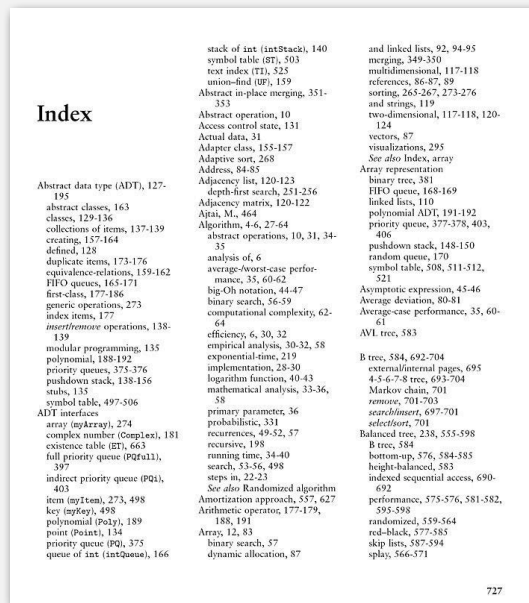 Index
Abstract data type (ADT), 127-
195
abstract classes, 163
classes, 129-136
collections of items, 137-139
creating, 157-164
defined, 128
duplicate items, 173-176
equivalence-relations, 159-162
FIFO queues, 165-171
first-class, 177-186
generic operations, 273
index items, 177
insert/remove operations, 138-
139
modular programming, 135
polynomial, 188-192
priority queues, 375-376
pushdown stack, 138-156
stubs, 135
symbol table, 497-506
ADT interfaces
array (myArray), 274
complex number (Complex), 181
existence table (ET), 663
full priority queue (PQfull),
397
indirect priority queue (PQi),
403
item (myItem), 273, 498
key (myKey), 498
polynomial (Poly), 189
point (Point), 134
priority queue (PQ), 375
queue of int (intQueue), 166
stack of int (intStack), 140
symbol table (ST), 503
text index (TI), 525
union–find (UF), 159
Abstract in-place merging, 351-
353
Abstract operation, 10
Access control state, 131
Actual data, 31
Adapter class, 155-157
Adaptive sort, 268
Address, 84-85
Adjacency list, 120-123
depth-first search, 251-256
Adjacency matrix, 120-122
Ajtai, M., 464
Algorithm, 4-6, 27-64
abstract operations, 10, 31, 34-
35
analysis of, 6
average-/worst-case perfor-
mance, 35, 60-62
big-Oh notation, 44-47
binary search, 56-59
computational complexity, 62-
64
efficiency, 6, 30, 32
empirical analysis, 30-32, 58
exponential-time, 219
implementation, 28-30
logarithm function, 40-43
mathematical analysis, 33-36,
58
primary parameter, 36
probabilistic, 331
recurrences, 49-52, 57
recursive, 198
running time, 34-40
search, 53-56, 498
steps in, 22-23
See also Randomized algorithm
Amortization approach, 557, 627
Arithmetic operator, 177-179,
188, 191
Array, 12, 83
binary search, 57
dynamic allocation, 87
and linked lists, 92, 94-95
merging, 349-350
multidimensional, 117-118
references, 86-87, 89
sorting, 265-267, 273-276
and strings, 119
two-dimensional, 117-118, 120-
124
vectors, 87
visualizations, 295
See also Index, array
Array representation
binary tree, 381
FIFO queue, 168-169
linked lists, 110
polynomial ADT, 191-192
priority queue, 377-378, 403,
406
pushdown stack, 148-150
random queue, 170
symbol table, 508, 511-512,
521
Asymptotic expression, 45-46
Average deviation, 80-81
Average-case performance, 35, 60-
61
AVL tree, 583
B tree, 584, 692-704
external/internal pages, 695
4-5-6-7-8 tree, 693-704
Markov chain, 701
remove, 701-703
search/insert, 697-701
select/sort, 701
Balanced tree, 238, 555-598
B tree, 584
bottom-up, 576, 584-585
height-balanced, 583
indexed sequential access, 690-
692
performance, 575-576, 581-582,
595-598
randomized, 559-564
red–black, 577-585
skip lists, 587-594
splay, 566-571
727